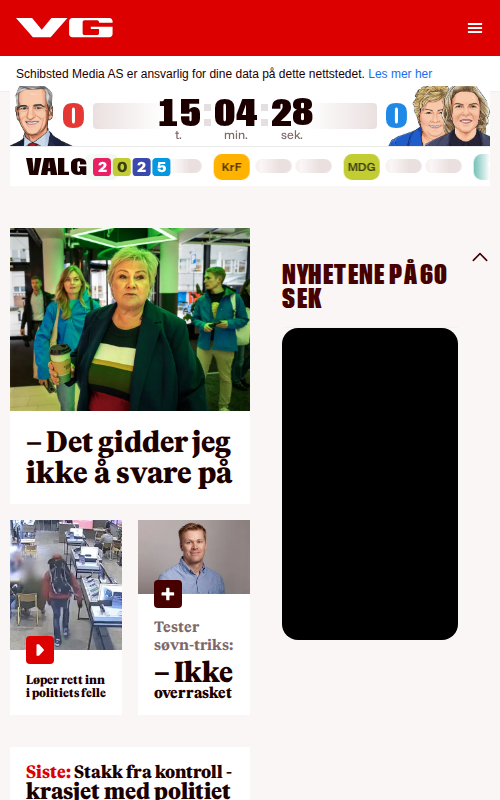 VG
Schibsted Media AS er ansvarlig for dine data på dette nettstedet. Les mer her
0
15:04:28
0
t. min. sek.
VALG 2025
KrF
MDG
– Det gidder jeg
ikke å svare på
NYHETENE PÅ 60
SEK
Løper rett inn
i politiets felle
Tester
søvn-triks:
– Ikke
overrasket
Siste: Stakk fra kontroll -
krasjet med politiet